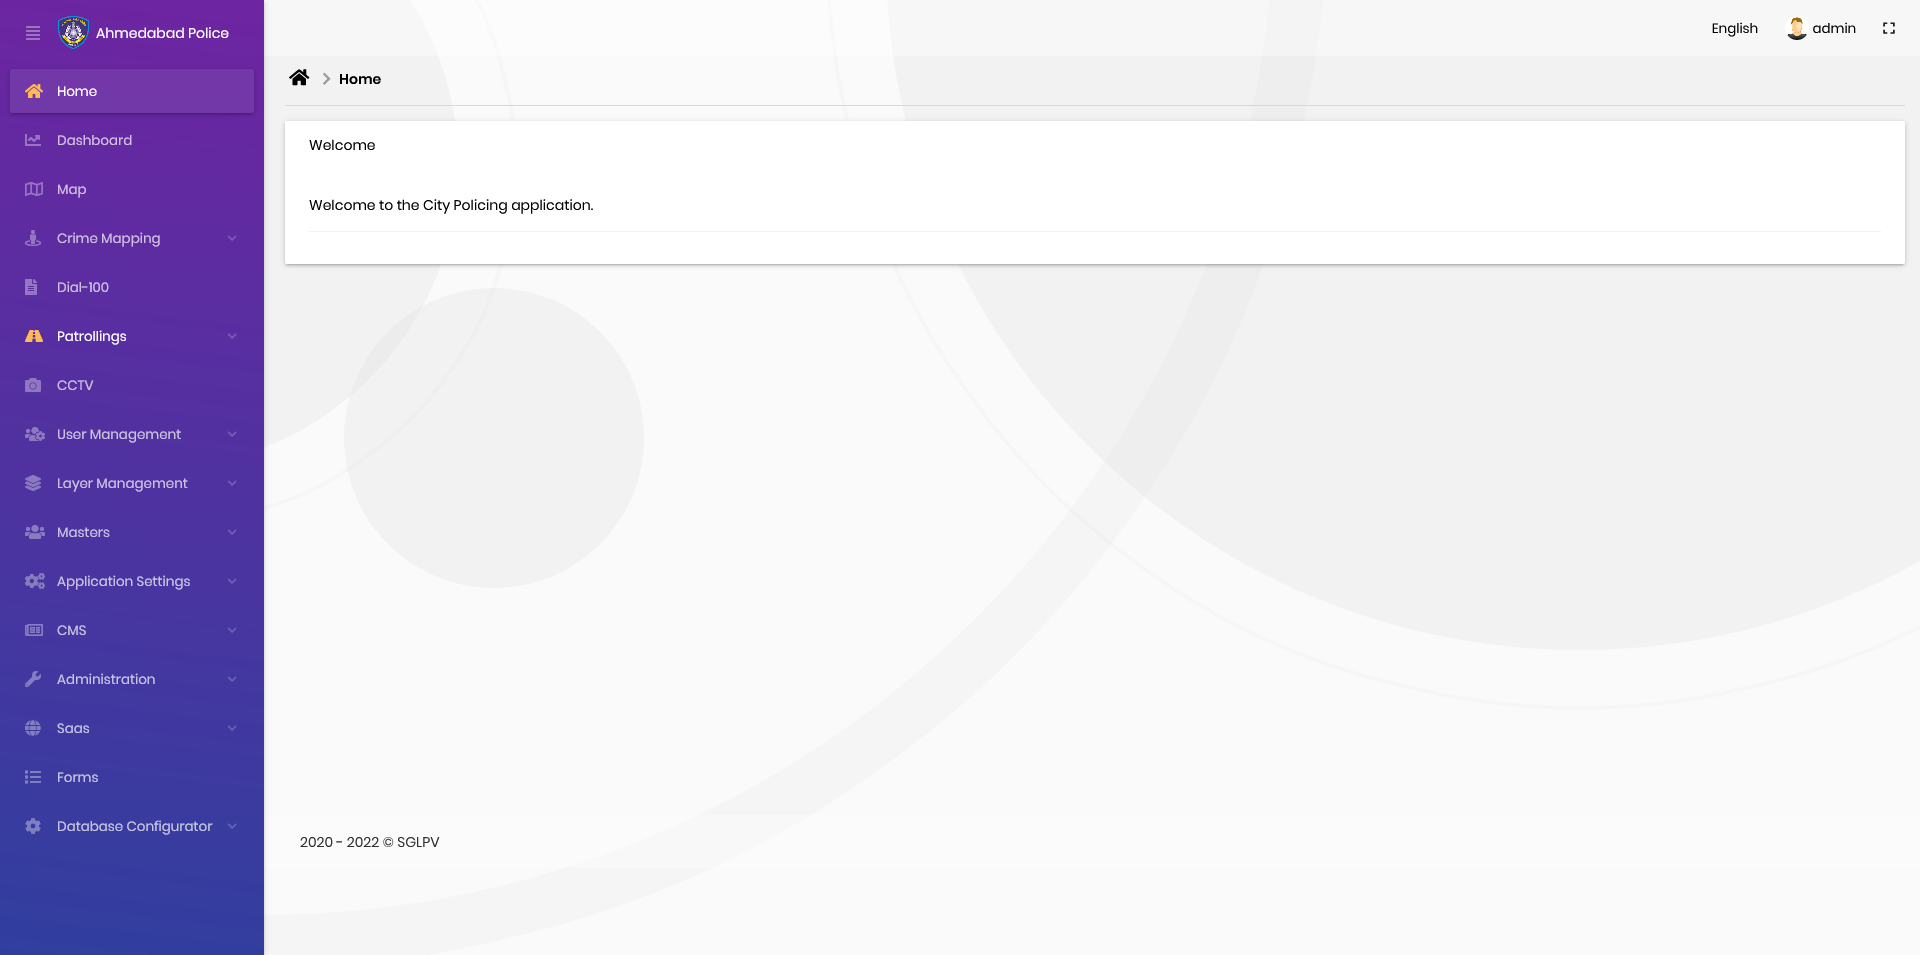 Ahmedabad Police
Home
Dashboard
Map
Crime Mapping
Dial-100
Patrollings
CCTV
User Management
Layer Management
Masters
Application Settings
CMS
Administration
Saas
Forms
Database Configurator
English
admin
Home
Welcome
Welcome to the City Policing application.
2020 - 2022 © SGLPV